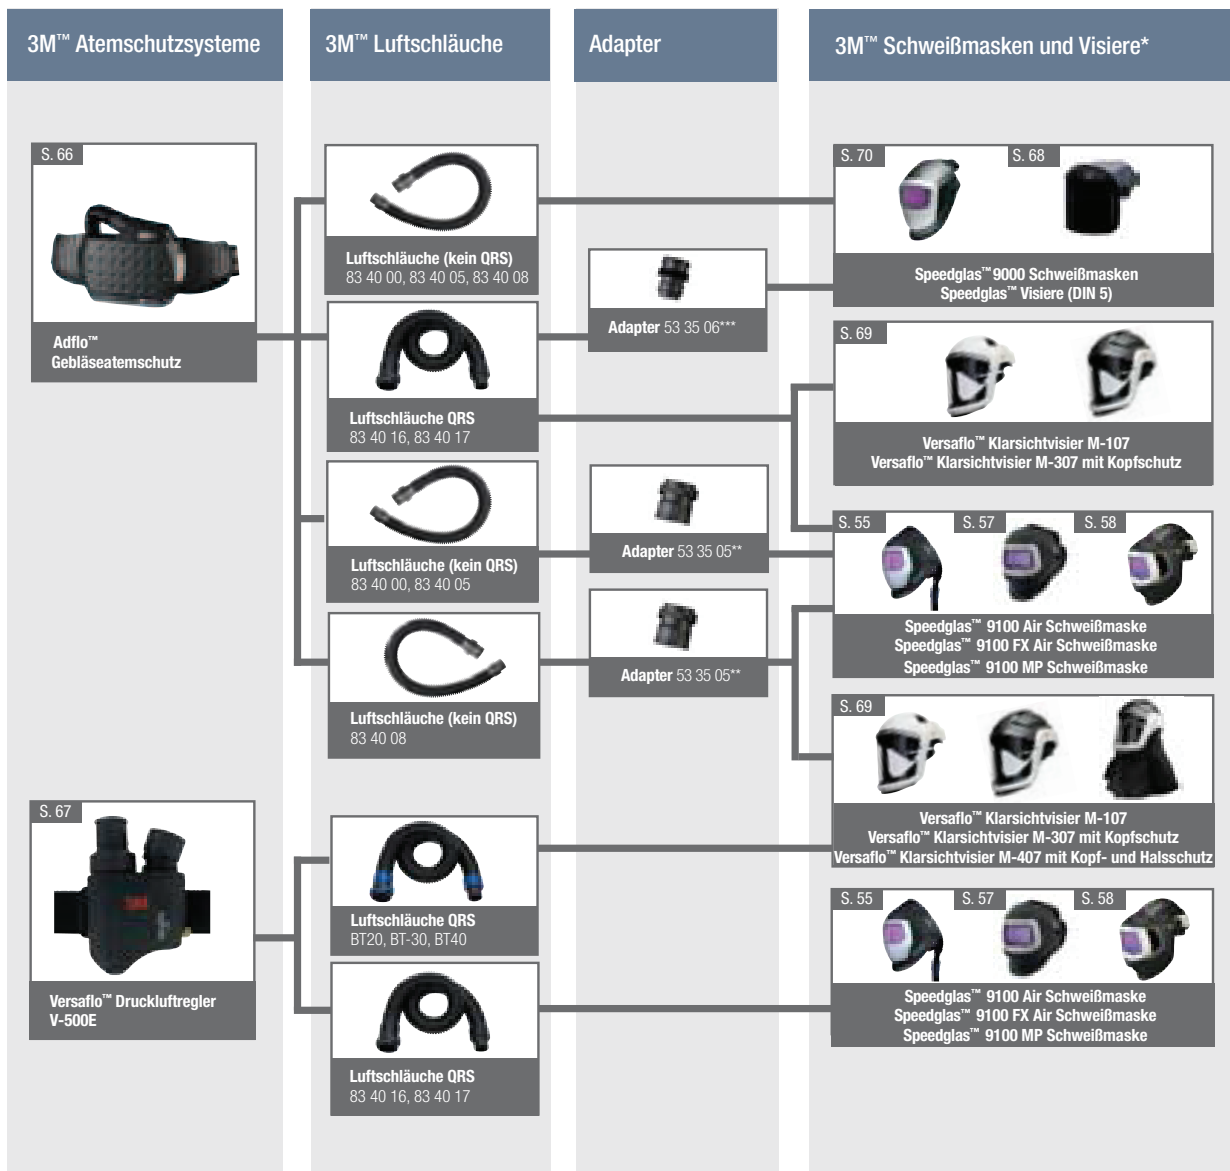 3M™ Atemschutzsysteme
3M™ Luftschläuche
Adapter
3M™ Schweißmasken und Visiere*
S. 66
Adflo™
Gebläseatemschutz
S. 67
Versaflo™ Druckluftregler
V-500E
Luftschläuche (kein QRS)
83 40 00, 83 40 05, 83 40 08
Luftschläuche QRS
83 40 16, 83 40 17
Luftschläuche (kein QRS)
83 40 00, 83 40 05
Luftschläuche (kein QRS)
83 40 08
Luftschläuche QRS
BT20, BT-30, BT40
Luftschläuche QRS
83 40 16, 83 40 17
Adapter 53 35 06***
Adapter 53 35 05**
Adapter 53 35 05**
S. 70
S. 68
Speedglas™ 9000 Schweißmasken
Speedglas™ Visiere (DIN 5)
S. 69
Versaflo™ Klarsichtvisier M-107
Versaflo™ Klarsichtvisier M-307 mit Kopfschutz
S. 55
S. 57
S. 58
Speedglas™ 9100 Air Schweißmaske
Speedglas™ 9100 FX Air Schweißmaske
Speedglas™ 9100 MP Schweißmaske
S. 69
Versaflo™ Klarsichtvisier M-107
Versaflo™ Klarsichtvisier M-307 mit Kopfschutz
Versaflo™ Klarsichtvisier M-407 mit Kopf- und Halsschutz
S. 55
S. 57
S. 58
Speedglas™ 9100 Air Schweißmaske
Speedglas™ 9100 FX Air Schweißmaske
Speedglas™ 9100 MP Schweißmaske